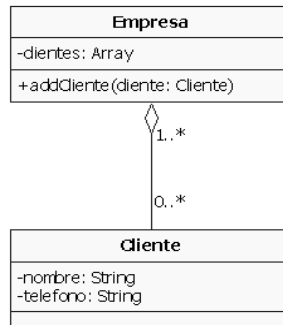 Empresa
-clientes: Array
+addCliente(cliente: Cliente)
1..*
0..*
Cliente
-nombre: String
-telefono: String